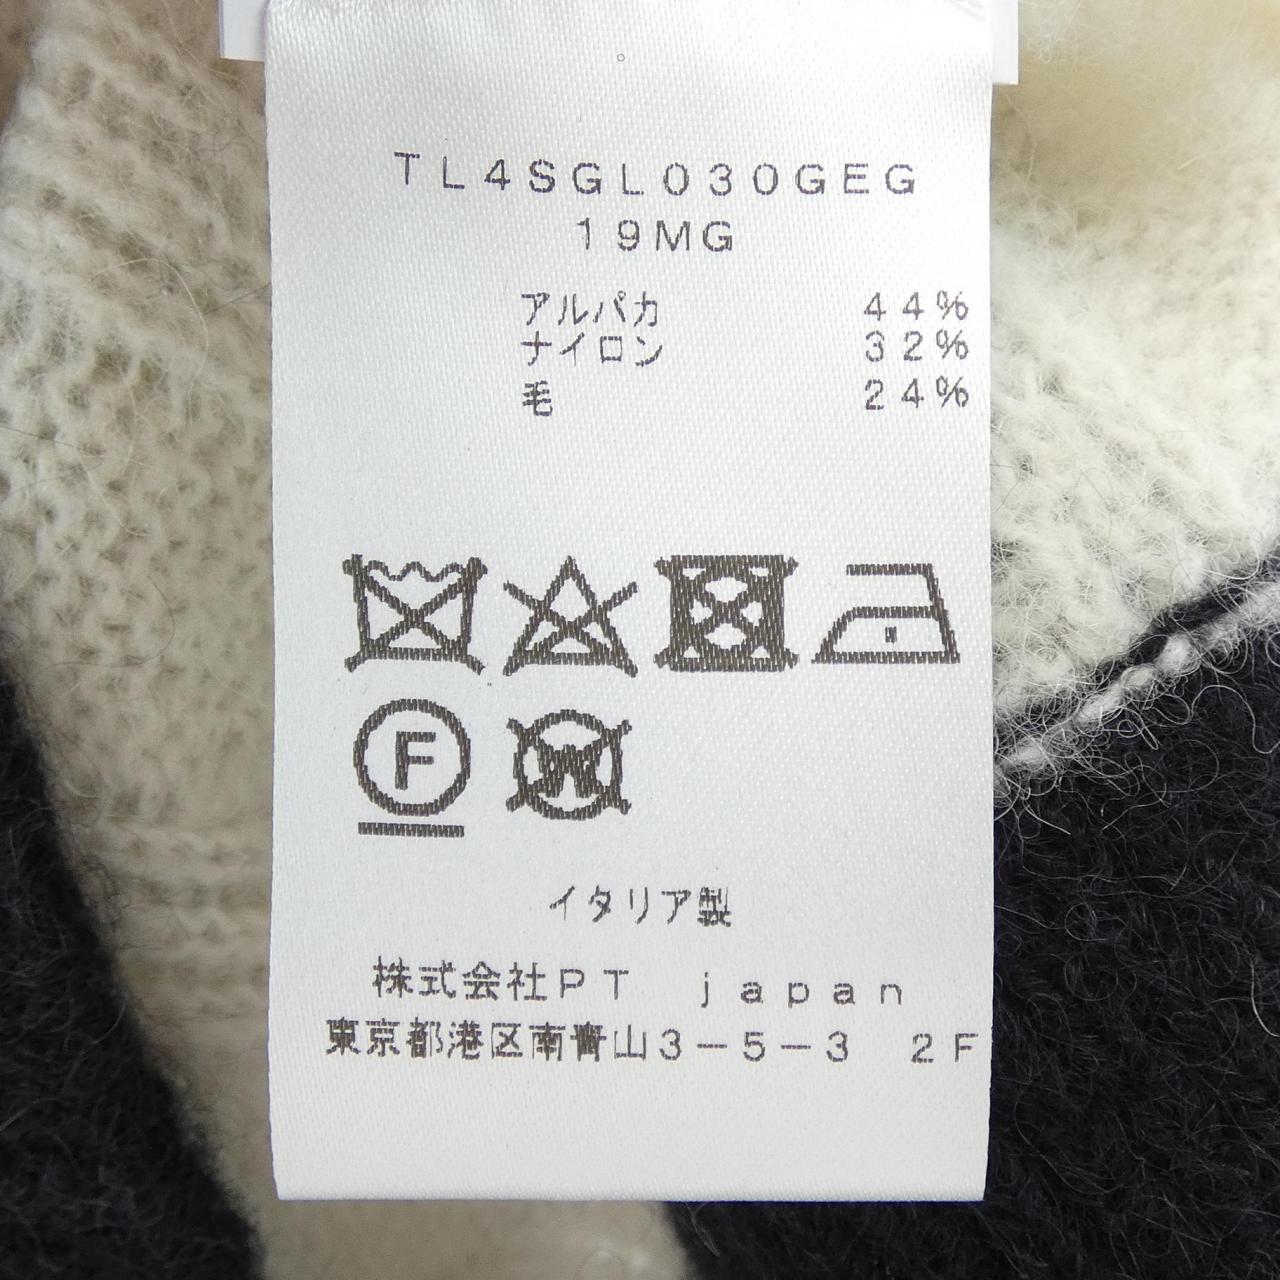 TL4SGL030GEG
19MG
アルパカ 44%
ナイロン 32%
毛 24%
F
W
イタリア製
株式会社PT japan
東京都港区南青山3-5-3 2F